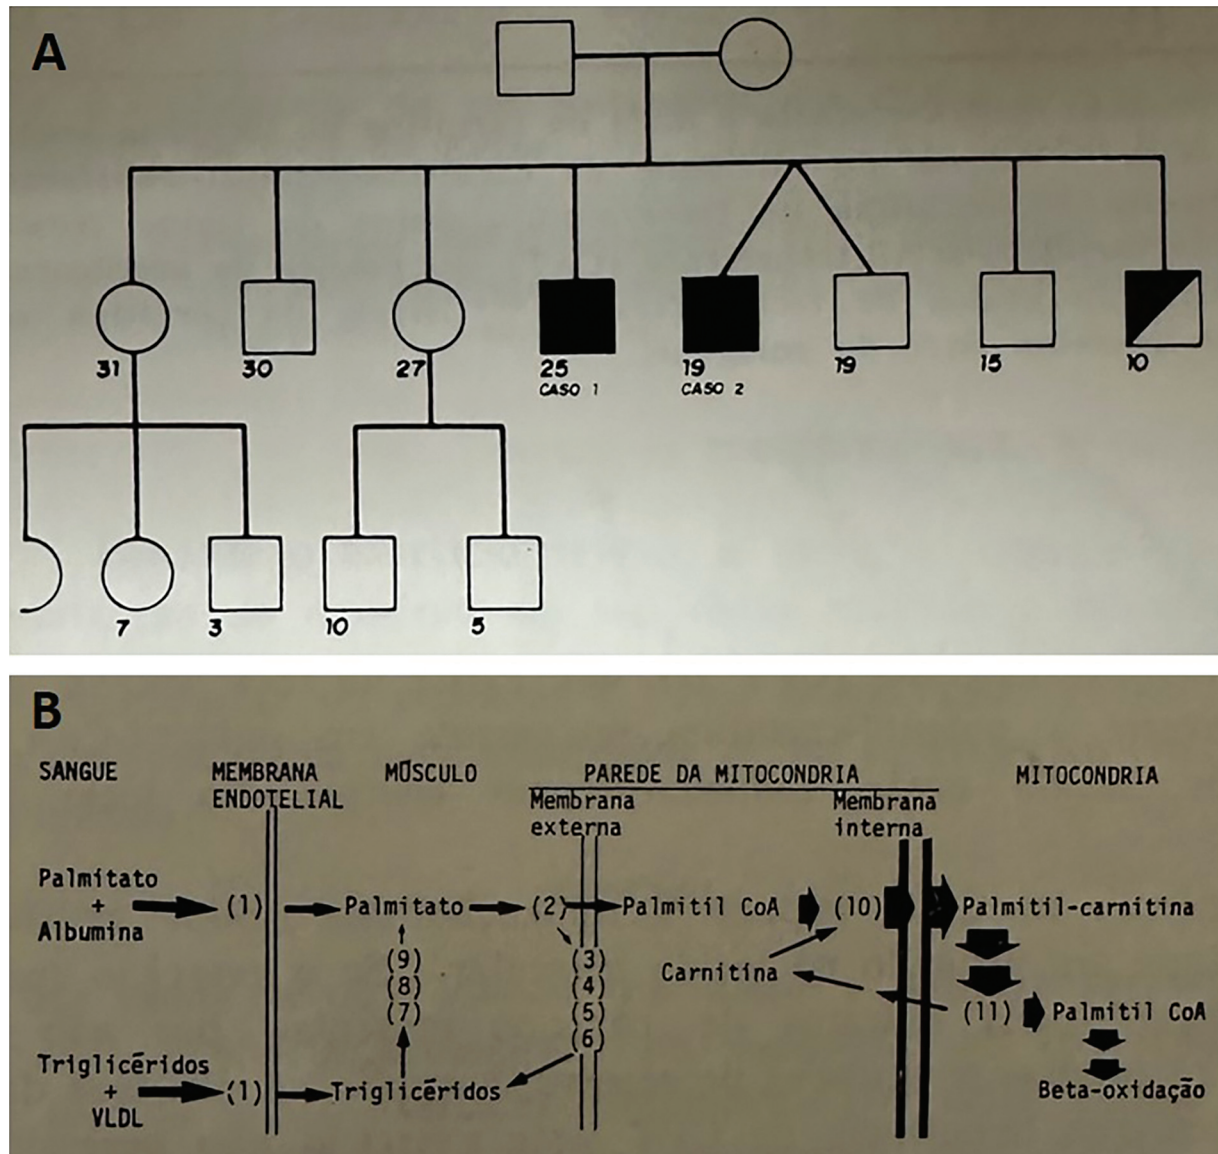 A
31
30
27
25
CASO 1
19
CASO 2
19
15
10
7
3
10
5
B
SANGUE
MEMBRANA
ENDOTELIAL
MŪSCULO
PAREDE DA MITOCONDRIA
MITOCONDRIA
Membrana
externa
Membrana
interna
Palmitato
+
Albumina
(1)
Palmitato
(2)
Palmitil CoA
(10)
Palmitil-carnitina
(9)
(8)
(7)
(3)
(4)
(5)
(6)
Carnitina
(11)
Palmitil CoA
Triglicéridos
+
VLDL
(1)
Triglicéridos
Beta-oxidação